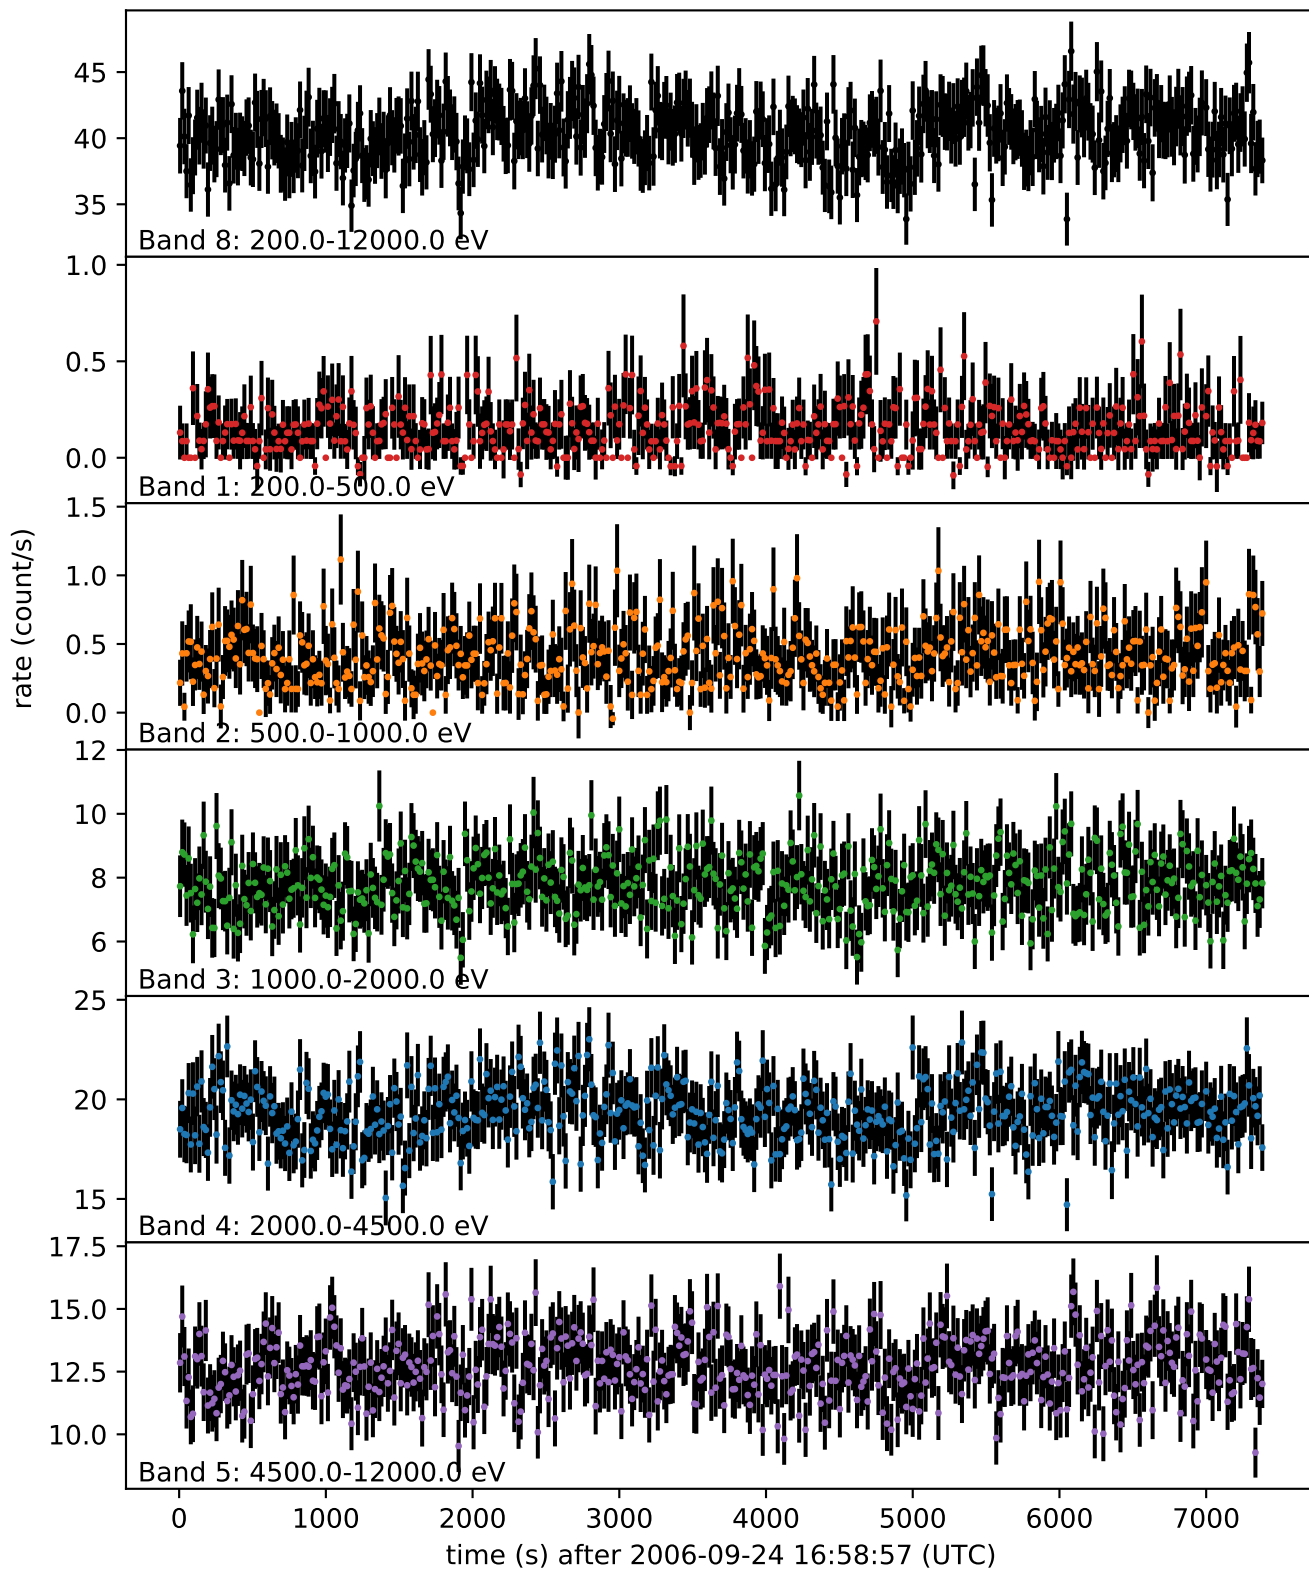 45
40
35
Band 8: 200.0-12000.0 eV
1.0
0.5
0.0
Band 1: 200.0-500.0 eV
rate (count/s)
1.5
1.0
0.5
0.0
Band 2: 500.0-1000.0 eV
12
10
8
6
Band 3: 1000.0-2000.0 eV
25
20
15
Band 4: 2000.0-4500.0 eV
17.5
15.0
12.5
10.0
Band 5: 4500.0-12000.0 eV
0 1000 2000 3000 4000 5000 6000 7000
time (s) after 2006-09-24 16:58:57 (UTC)